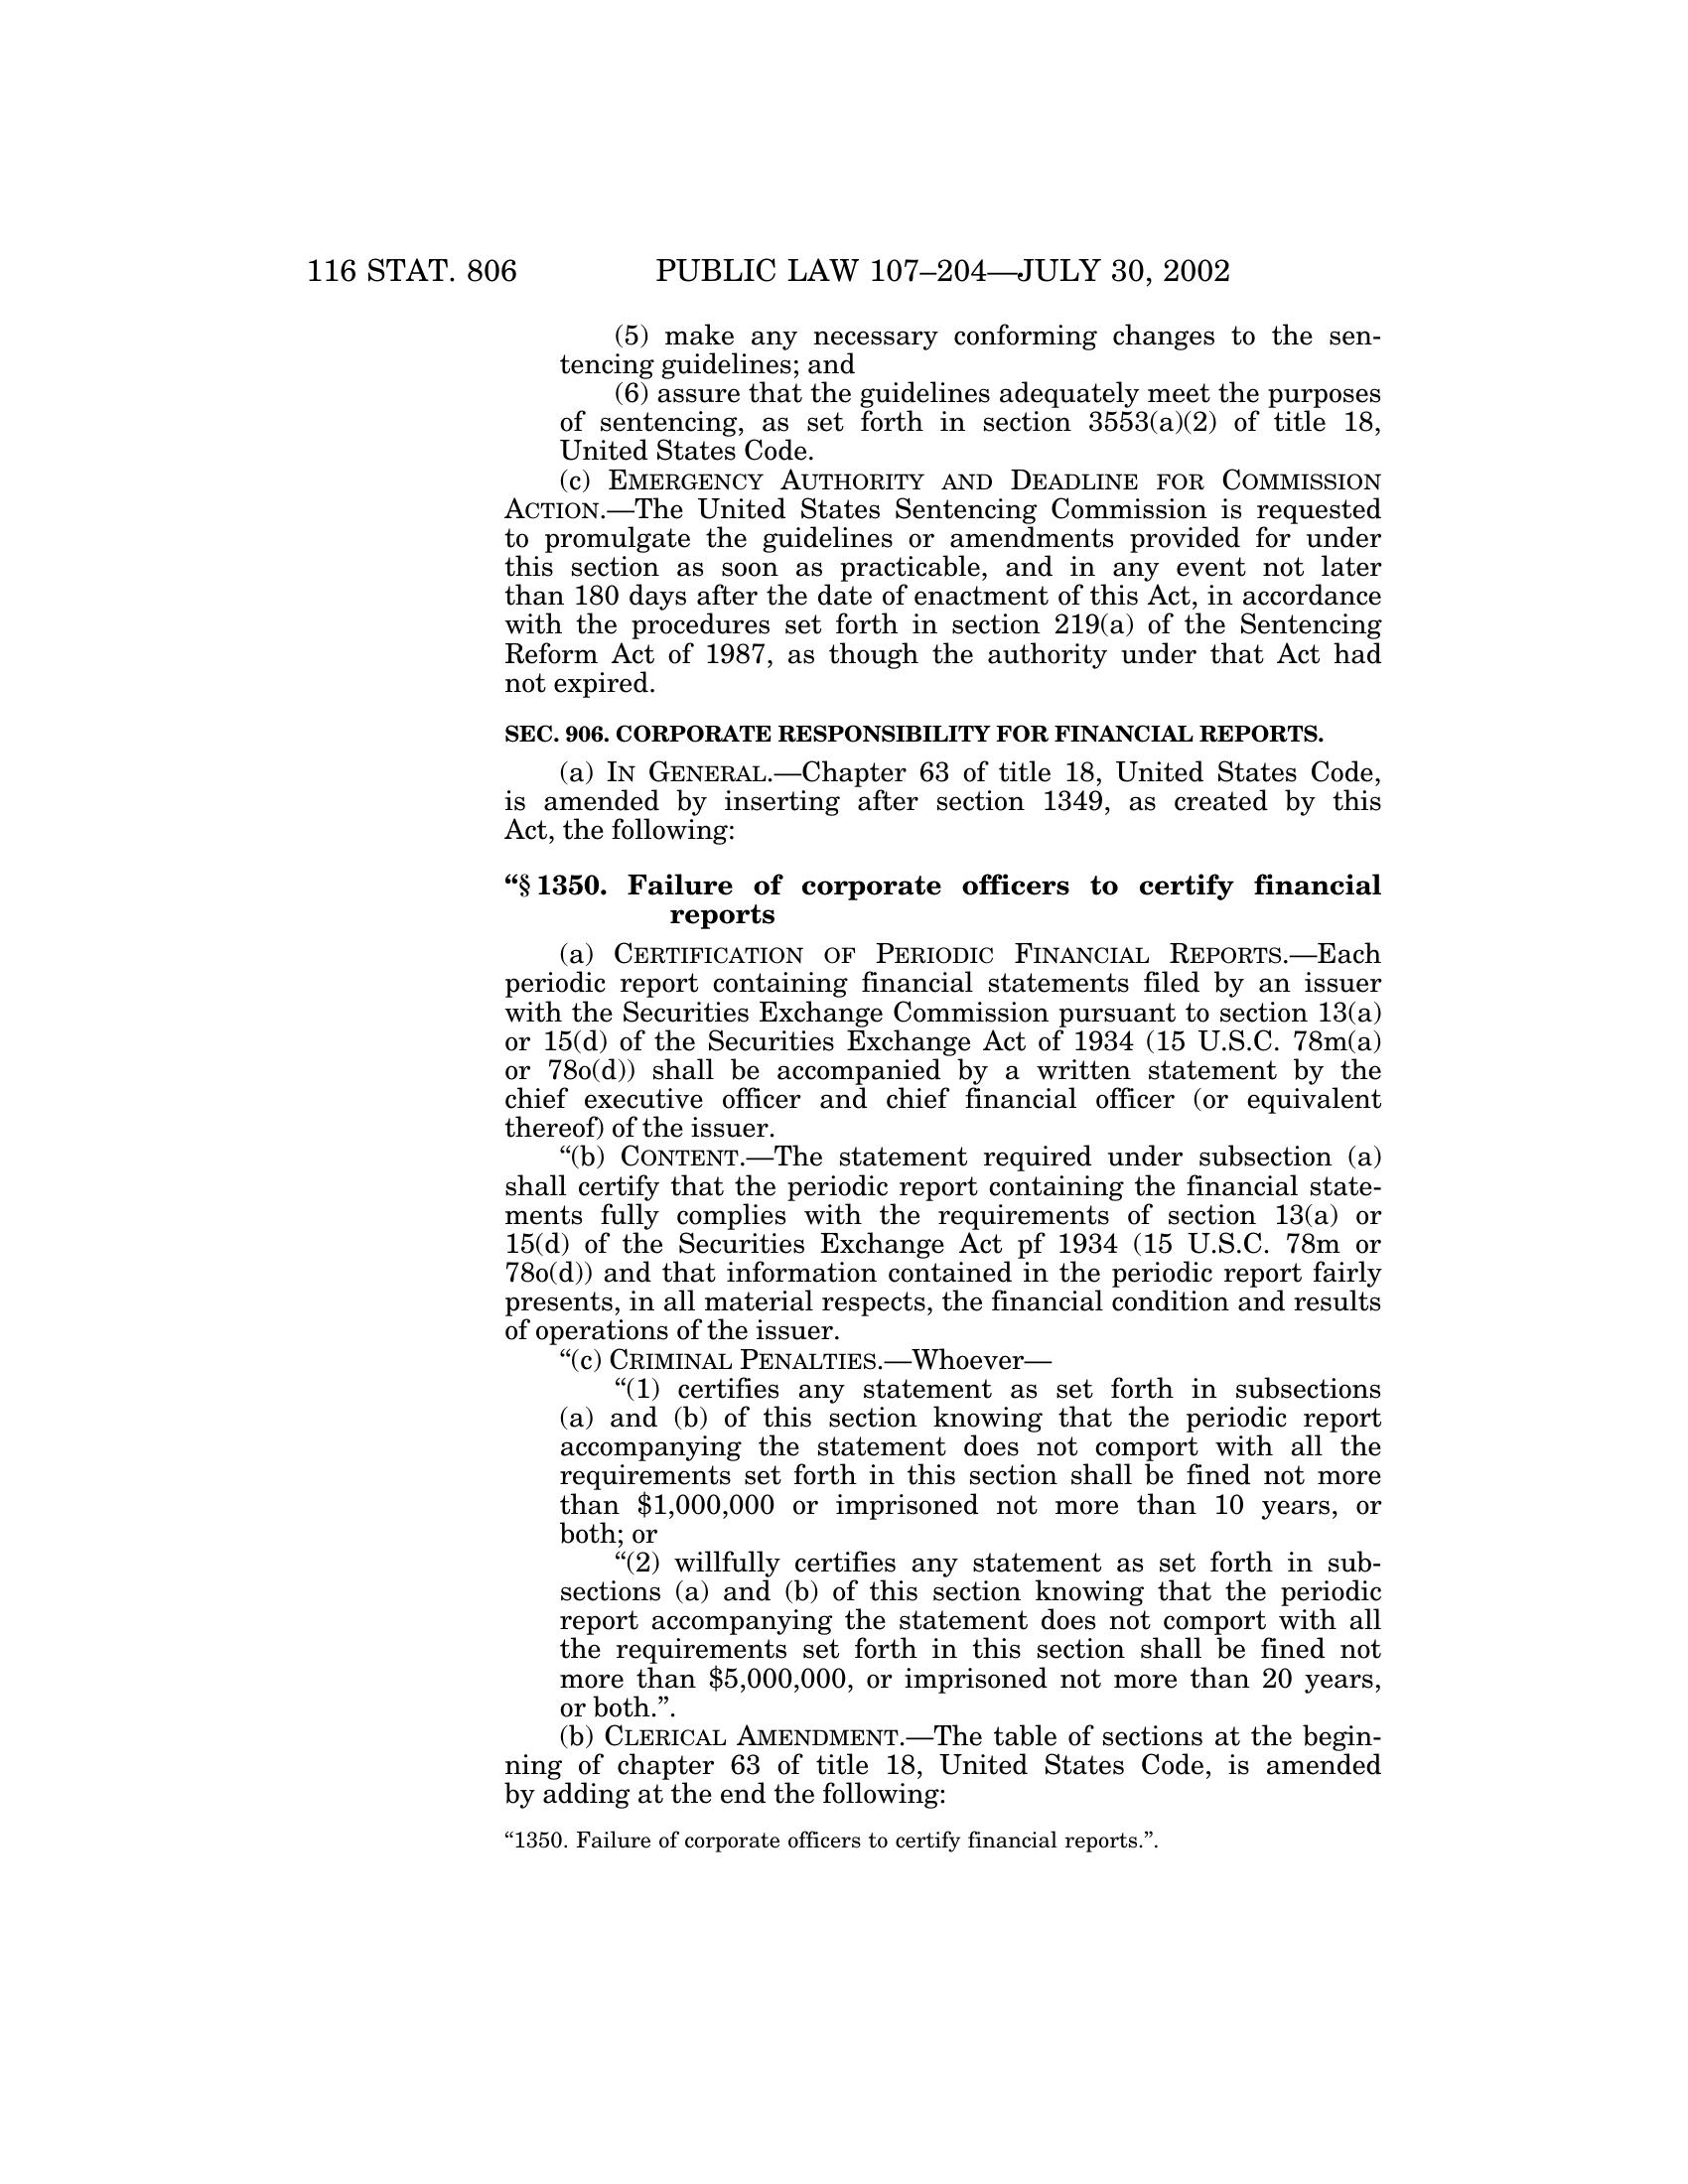 116 STAT. 806 PUBLIC LAW 107–204—JULY 30, 2002
(5) make any necessary conforming changes to the sen-
tencing guidelines; and
(6) assure that the guidelines adequately meet the purposes
of sentencing, as set forth in section 3553(a)(2) of title 18,
United States Code.
(c) EMERGENCY AUTHORITY AND DEADLINE FOR COMMISSION
ACTION.—The United States Sentencing Commission is requested
to promulgate the guidelines or amendments provided for under
this section as soon as practicable, and in any event not later
than 180 days after the date of enactment of this Act, in accordance
with the procedures set forth in section 219(a) of the Sentencing
Reform Act of 1987, as though the authority under that Act had
not expired.
SEC. 906. CORPORATE RESPONSIBILITY FOR FINANCIAL REPORTS.
(a) IN GENERAL.—Chapter 63 of title 18, United States Code,
is amended by inserting after section 1349, as created by this
Act, the following:
“§ 1350. Failure of corporate officers to certify financial
reports
(a) CERTIFICATION OF PERIODIC FINANCIAL REPORTS.—Each
periodic report containing financial statements filed by an issuer
with the Securities Exchange Commission pursuant to section 13(a)
or 15(d) of the Securities Exchange Act of 1934 (15 U.S.C. 78m(a)
or 78o(d)) shall be accompanied by a written statement by the
chief executive officer and chief financial officer (or equivalent
thereof) of the issuer.
“(b) CONTENT.—The statement required under subsection (a)
shall certify that the periodic report containing the financial state-
ments fully complies with the requirements of section 13(a) or
15(d) of the Securities Exchange Act pf 1934 (15 U.S.C. 78m or
78o(d)) and that information contained in the periodic report fairly
presents, in all material respects, the financial condition and results
of operations of the issuer.
“(c) CRIMINAL PENALTIES.—Whoever—
“(1) certifies any statement as set forth in subsections
(a) and (b) of this section knowing that the periodic report
accompanying the statement does not comport with all the
requirements set forth in this section shall be fined not more
than $1,000,000 or imprisoned not more than 10 years, or
both; or
“(2) willfully certifies any statement as set forth in sub-
sections (a) and (b) of this section knowing that the periodic
report accompanying the statement does not comport with all
the requirements set forth in this section shall be fined not
more than $5,000,000, or imprisoned not more than 20 years,
or both.”.
(b) CLERICAL AMENDMENT.—The table of sections at the begin-
ning of chapter 63 of title 18, United States Code, is amended
by adding at the end the following:
“1350. Failure of corporate officers to certify financial reports.”.